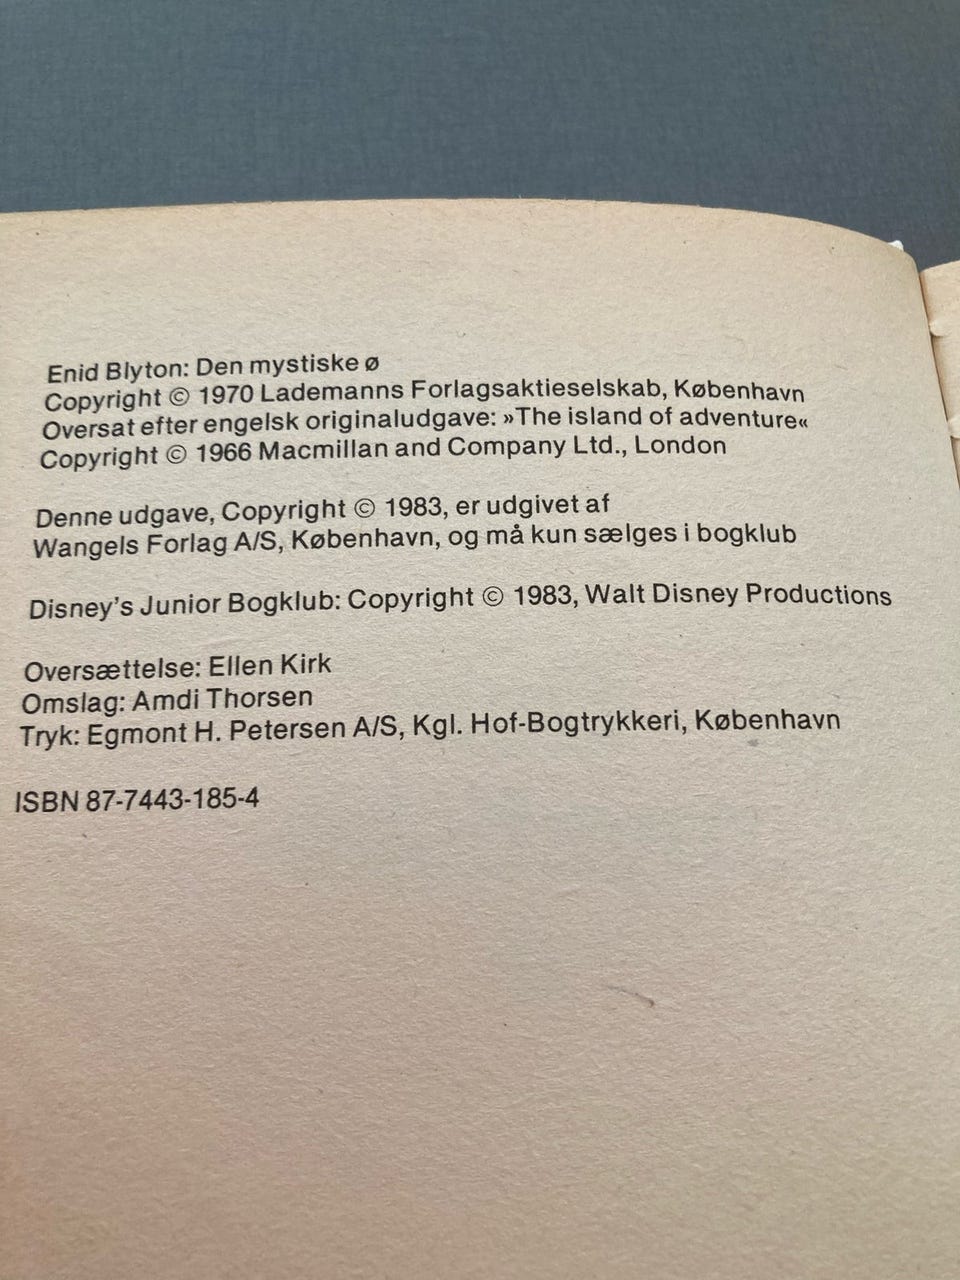 Enid Blyton: Den mystiske ø
Copyright © 1970 Lademanns Forlagsaktieselskab, København
Oversat efter engelsk originaludgave: »The island of adventure«
Copyright © 1966 Macmillan and Company Ltd., London
Denne udgave, Copyright © 1983, er udgivet af
Wangels Forlag A/S, København, og må kun sælges i bogklub
Disney's Junior Bogklub: Copyright © 1983, Walt Disney Productions
Oversættelse: Ellen Kirk
Omslag: Amdi Thorsen
Tryk: Egmont H. Petersen A/S, Kgl. Hof-Bogtrykkeri, København
ISBN 87-7443-185-4